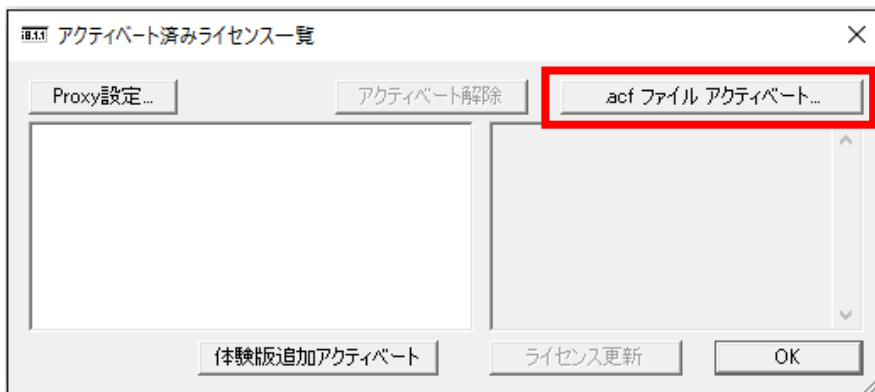 アクティベート済みライセンス一覧
Proxy設定...
アクティベート解除
.acf ファイル アクティベート...
体験版追加アクティベート
ライセンス更新
OK